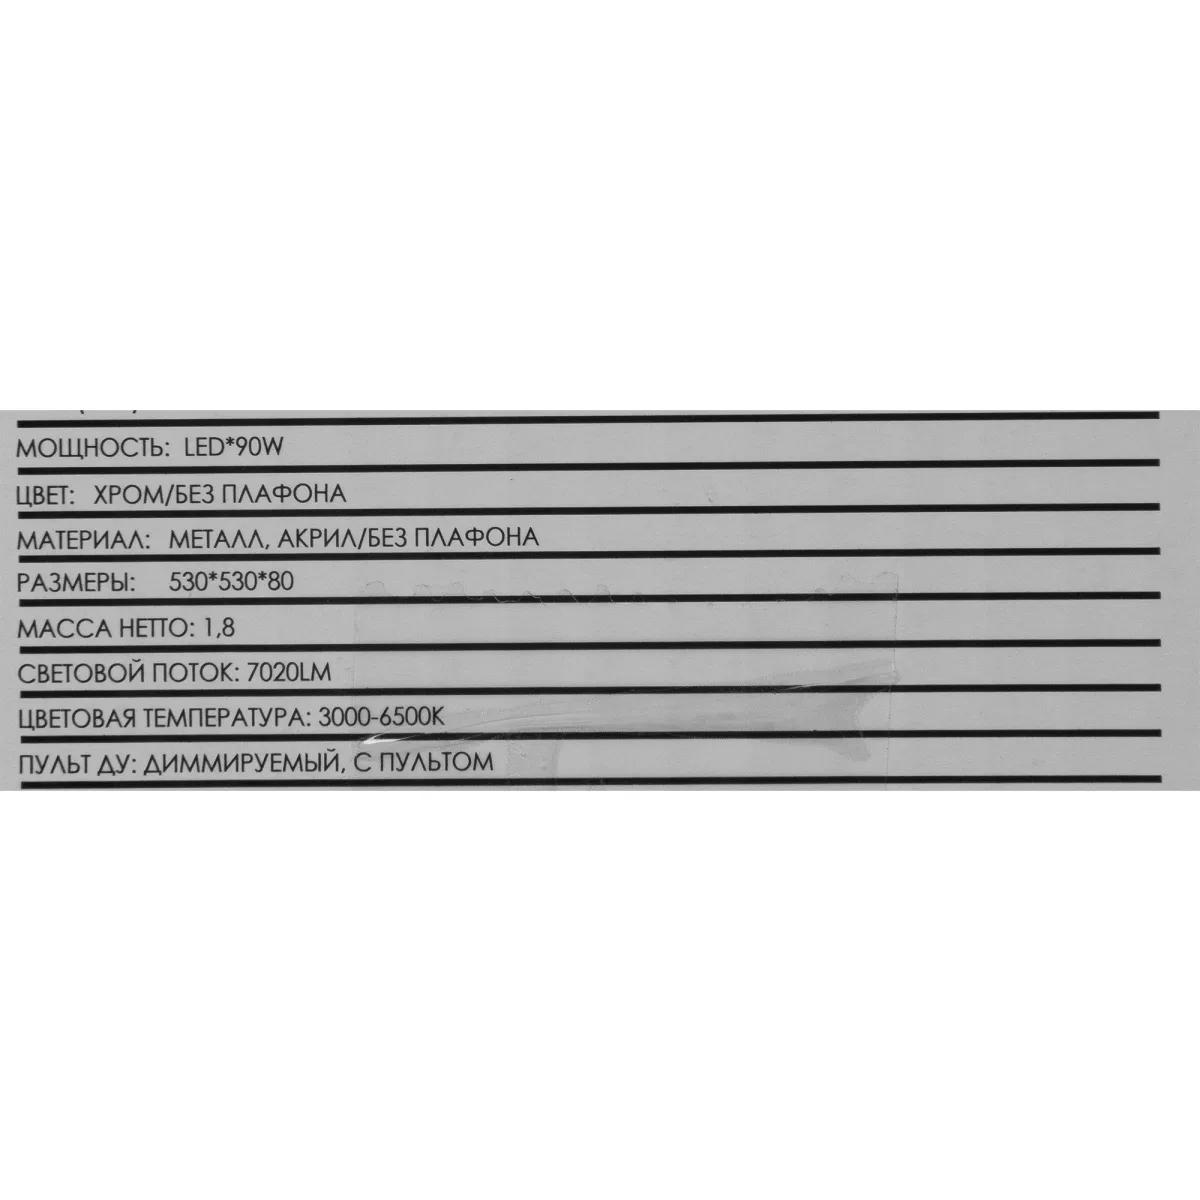 МОЩНОСТЬ: LED*90W
ЦВЕТ: ХРОМ/БЕЗ ПЛАФОНА
МАТЕРИАЛ: МЕТАЛЛ, АКРИЛ/БЕЗ ПЛАФОНА
РАЗМЕРЫ: 530*530*80
МАССА НЕТТО: 1,8
СВЕТОВОЙ ПОТОК: 7020LM
ЦВЕТОВАЯ ТЕМПЕРАТУРА: 3000-6500K
ПУЛЬТ ДУ: ДИММИРУЕМЫЙ, С ПУЛЬТОМ